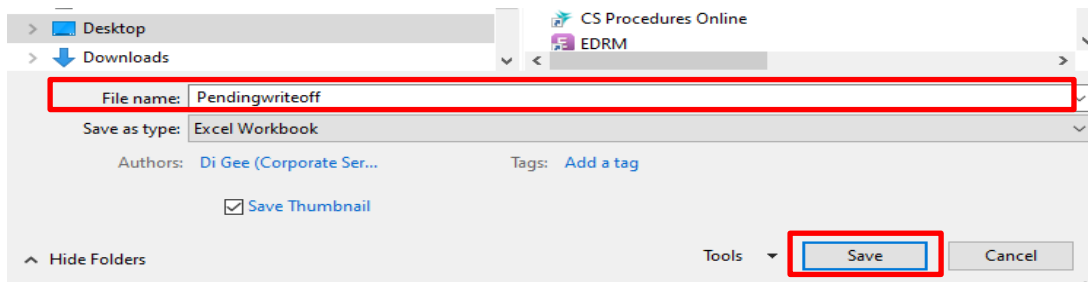 Desktop
CS Procedures Online
EDRM
Downloads
File name: Pendingwriteoff
Save as type: Excel Workbook
Authors: Di Gee (Corporate Ser... Tags: Add a tag
Save Thumbnail
Hide Folders Tools Save Cancel